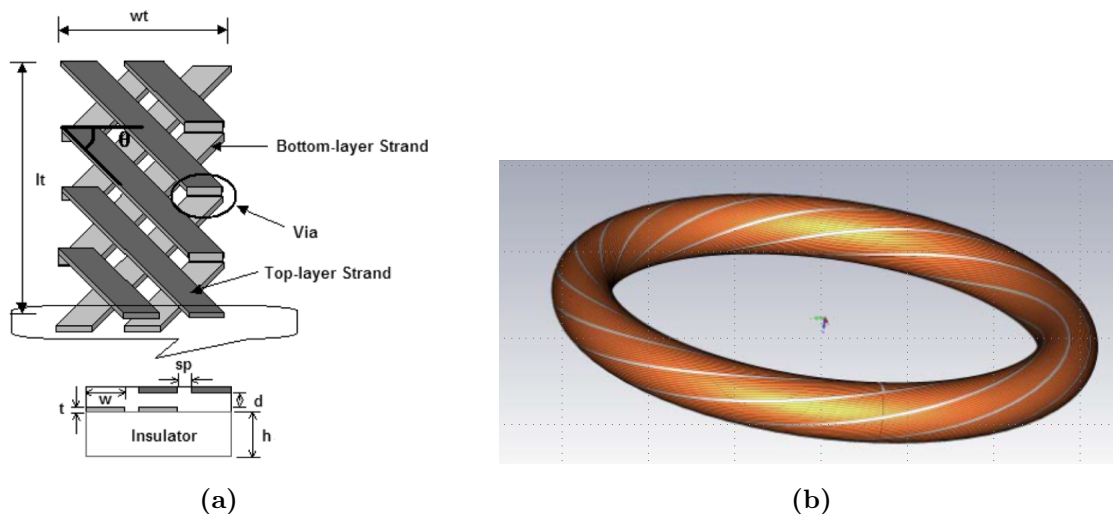 wt
lt
θ
Bottom-layer Strand
Via
Top-layer Strand
sp
w
t
d
Insulator
h
(a)
(b)